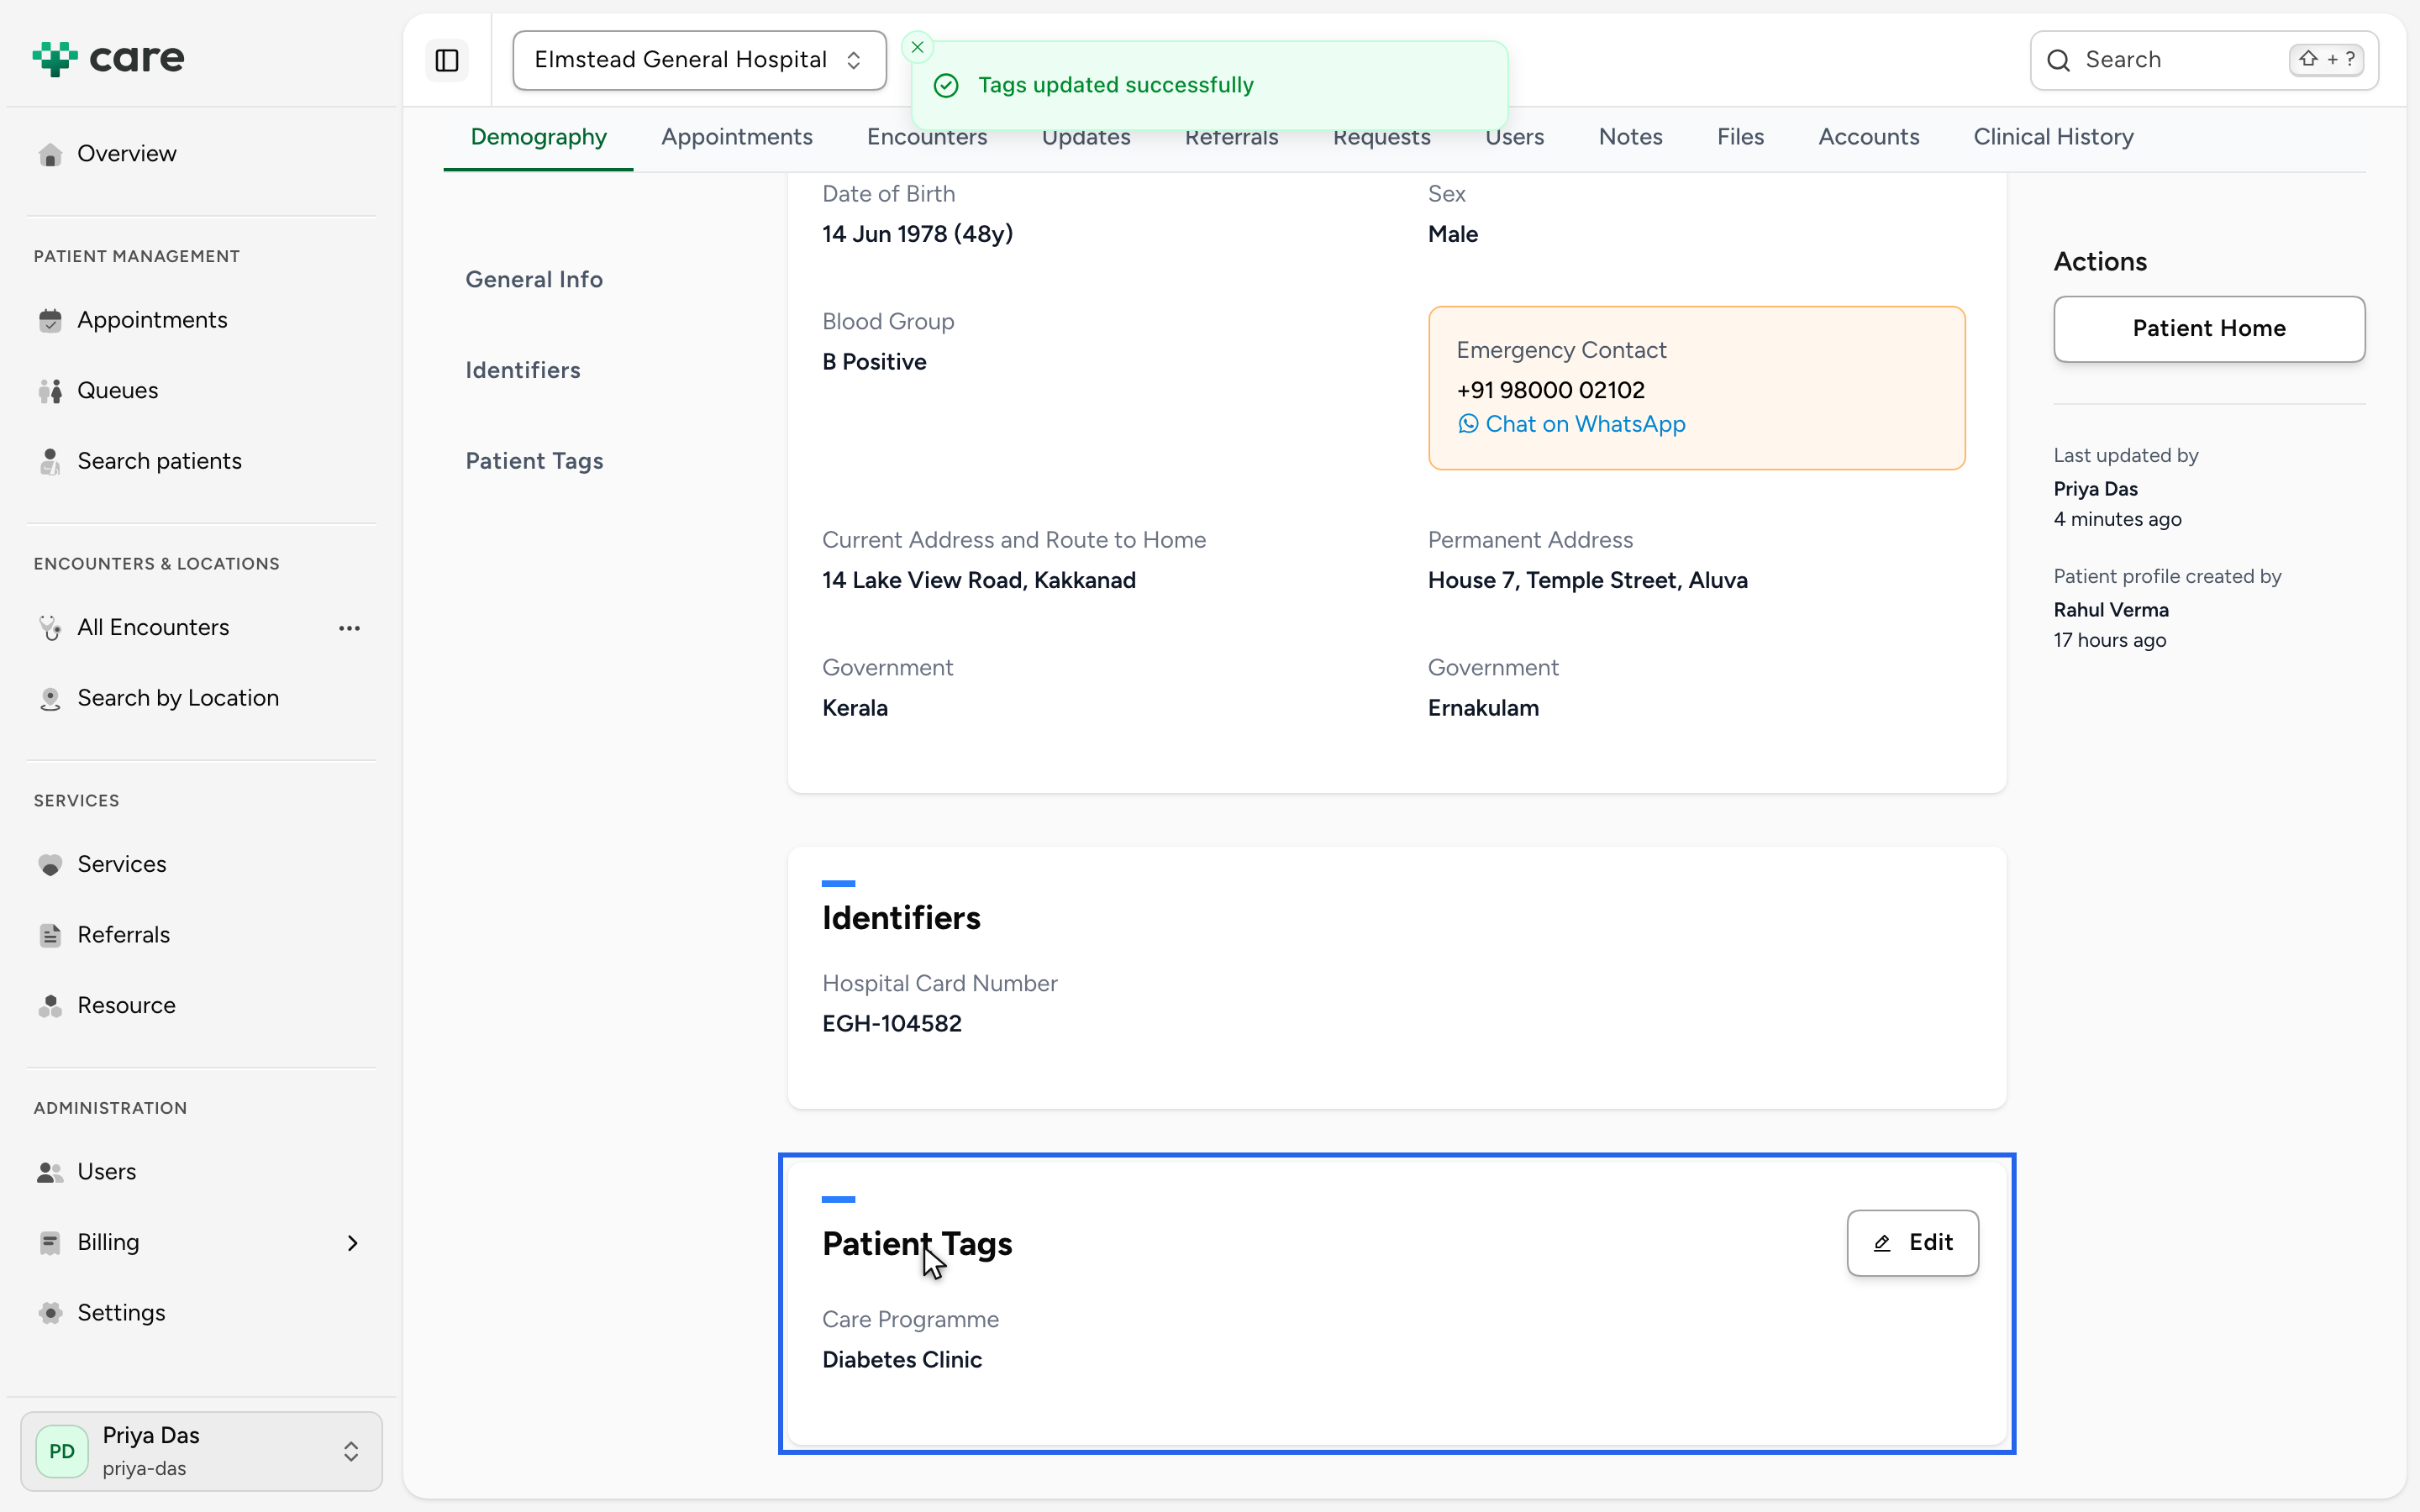 care
Overview
PATIENT MANAGEMENT
Appointments
Queues
Search patients
ENCOUNTERS & LOCATIONS
All Encounters
Search by Location
SERVICES
Services
Referrals
Resource
ADMINISTRATION
Users
Billing
Settings
PD
Priya Das
priya-das
Elmstead General Hospital
Tags updated successfully
Search
+ ?
Demography Appointments Encounters Updates Referrals Requests Users Notes Files Accounts Clinical History
General Info
Identifiers
Patient Tags
Date of Birth
14 Jun 1978 (48y)
Sex
Male
Blood Group
B Positive
Emergency Contact
+91 98000 02102
Chat on WhatsApp
Current Address and Route to Home
14 Lake View Road, Kakkanad
Permanent Address
House 7, Temple Street, Aluva
Government
Kerala
Government
Ernakulam
Identifiers
Hospital Card Number
EGH-104582
Patient Tags
Edit
Care Programme
Diabetes Clinic
Actions
Patient Home
Last updated by
Priya Das
4 minutes ago
Patient profile created by
Rahul Verma
17 hours ago